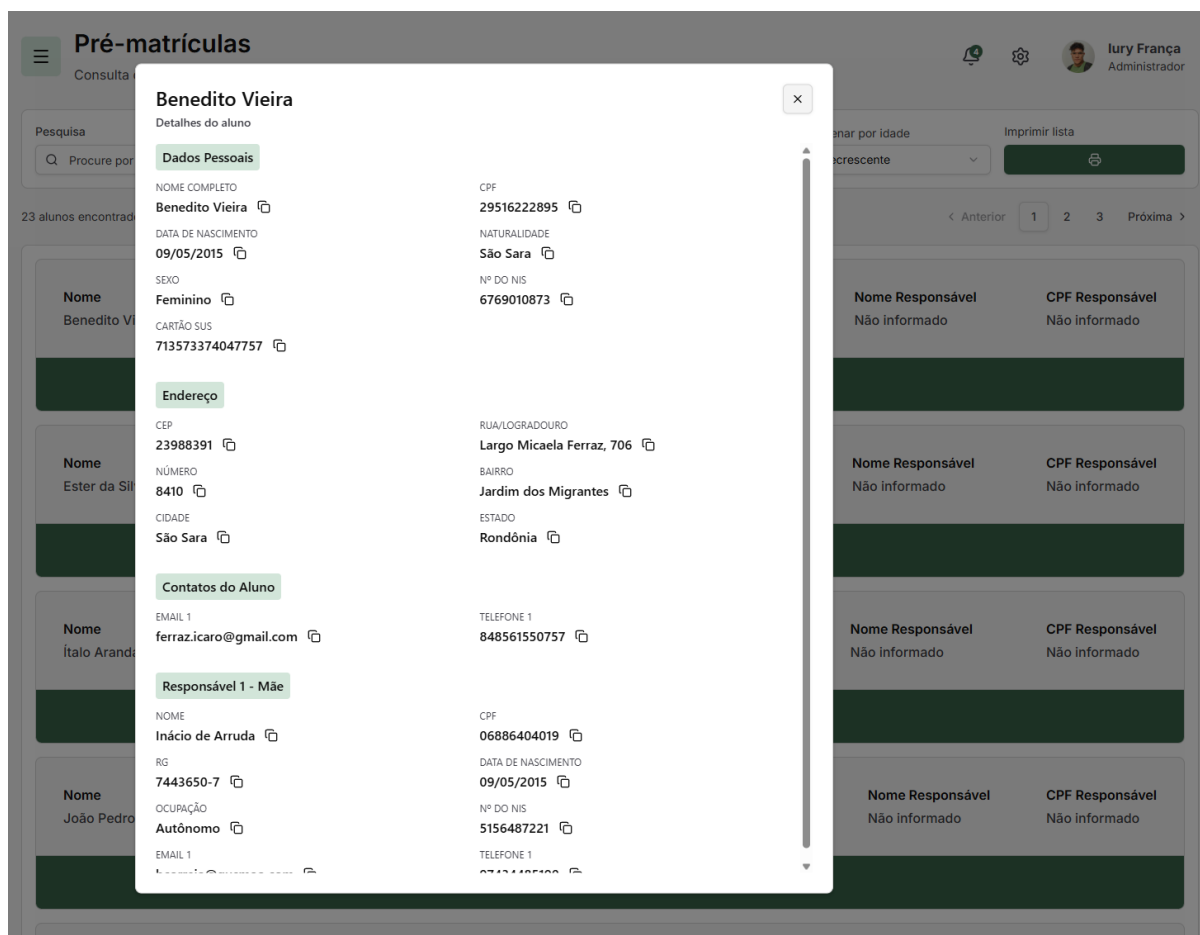 Pré-matrículas
Consulta
4
Iury França
Administrador
Pesquisa
Procure por
enar por idade
ecrescente
Imprimir lista
23 alunos encontrad
Anterior 1 2 3 Próxima
Benedito Vieira
Detalhes do aluno
Dados Pessoais
NOME COMPLETO CPF
Benedito Vieira 29516222895
DATA DE NASCIMENTO NATURALIDADE
09/05/2015 São Sara
SEXO Nº DO NIS
Feminino 6769010873
CARTÃO SUS
713573374047757
Endereço
CEP RUA/LOGRADOURO
23988391 Largo Micaela Ferraz, 706
NÚMERO BAIRRO
8410 Jardim dos Migrantes
CIDADE ESTADO
São Sara Rondônia
Contatos do Aluno
EMAIL 1 TELEFONE 1
ferraz.icaro@gmail.com 848561550757
Responsável 1 - Mãe
NOME CPF
Inácio de Arruda 06886404019
RG DATA DE NASCIMENTO
7443650-7 09/05/2015
OCUPAÇÃO Nº DO NIS
Autônomo 5156487221
EMAIL 1 TELEFONE 1
Nome Nome Responsável CPF Responsável
Benedito Vi Não informado Não informado
Nome Nome Responsável CPF Responsável
Ester da Sil Não informado Não informado
Nome Nome Responsável CPF Responsável
Ítalo Aranda Não informado Não informado
Nome Nome Responsável CPF Responsável
João Pedro Não informado Não informado